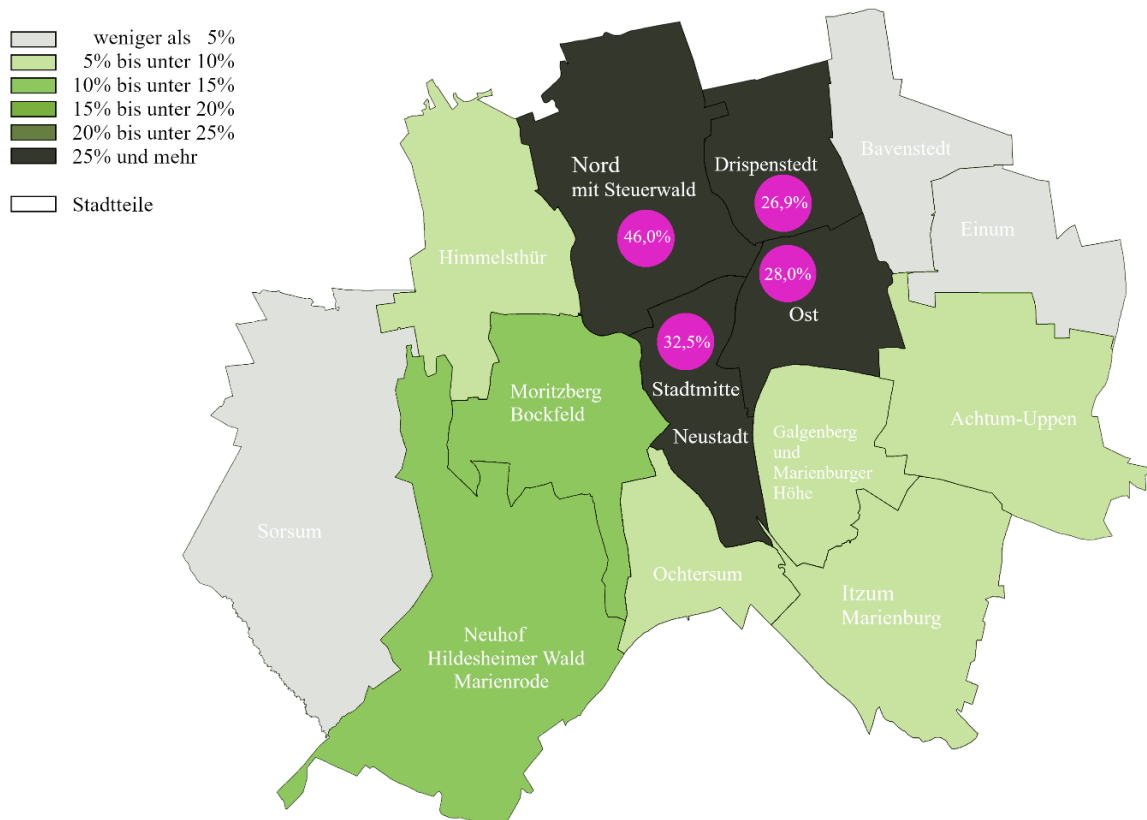 weniger als 5%
5% bis unter 10%
10% bis unter 15%
15% bis unter 20%
20% bis unter 25%
25% und mehr
Stadtteile
Nord
mit Steuerwald
46,0%
Drispenstedt
26,9%
Bavenstedt
Einum
Himmelsthür
28,0%
Ost
32,5%
Stadtmitte
Neustadt
Moritzberg
Bockfeld
Achtum-Uppen
Galgenberg
und
Marienburger
Höhe
Sorsum
Ochtersum
Itzum
Marienburg
Neuhof
Hildesheimer Wald
Marienrode